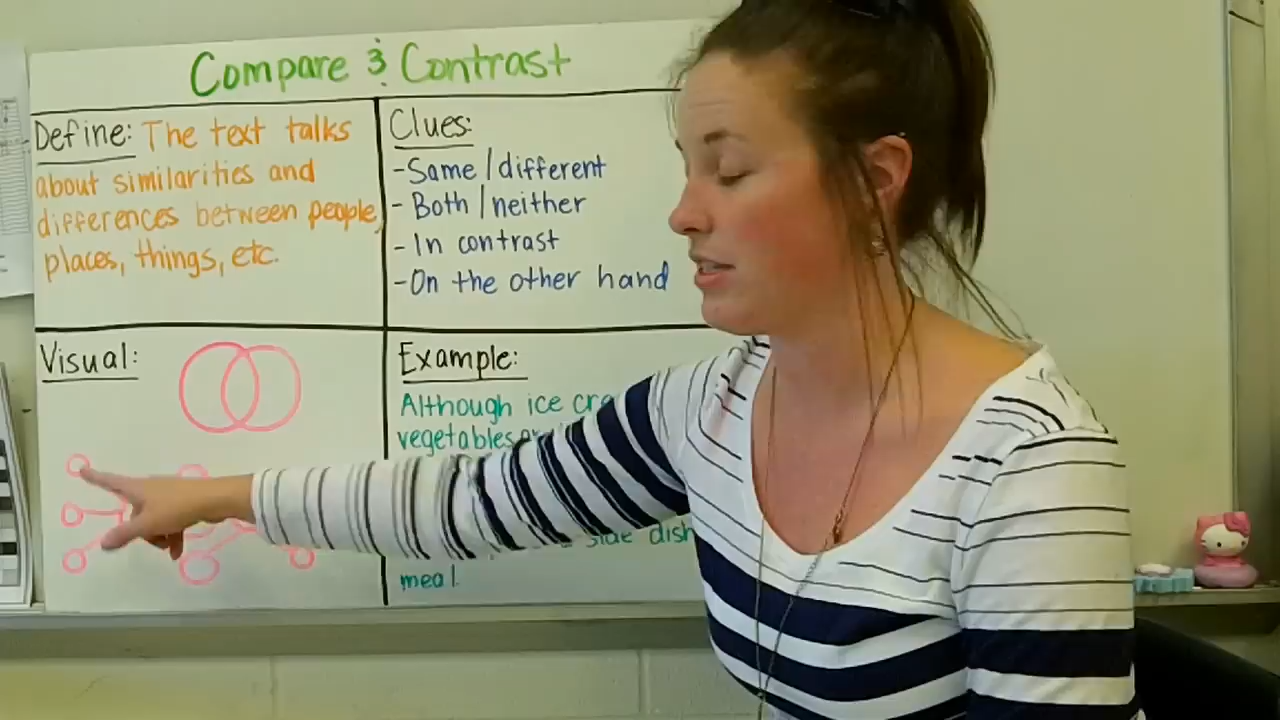 Compare & Contrast
Define: The text talks
about similarities and
differences between people,
places, things, etc.
Clues:
-Same/different
- Both/neither
- In contrast
-On the other hand
Visual:
Example:
Although ice
vegetables
side dish
meal.